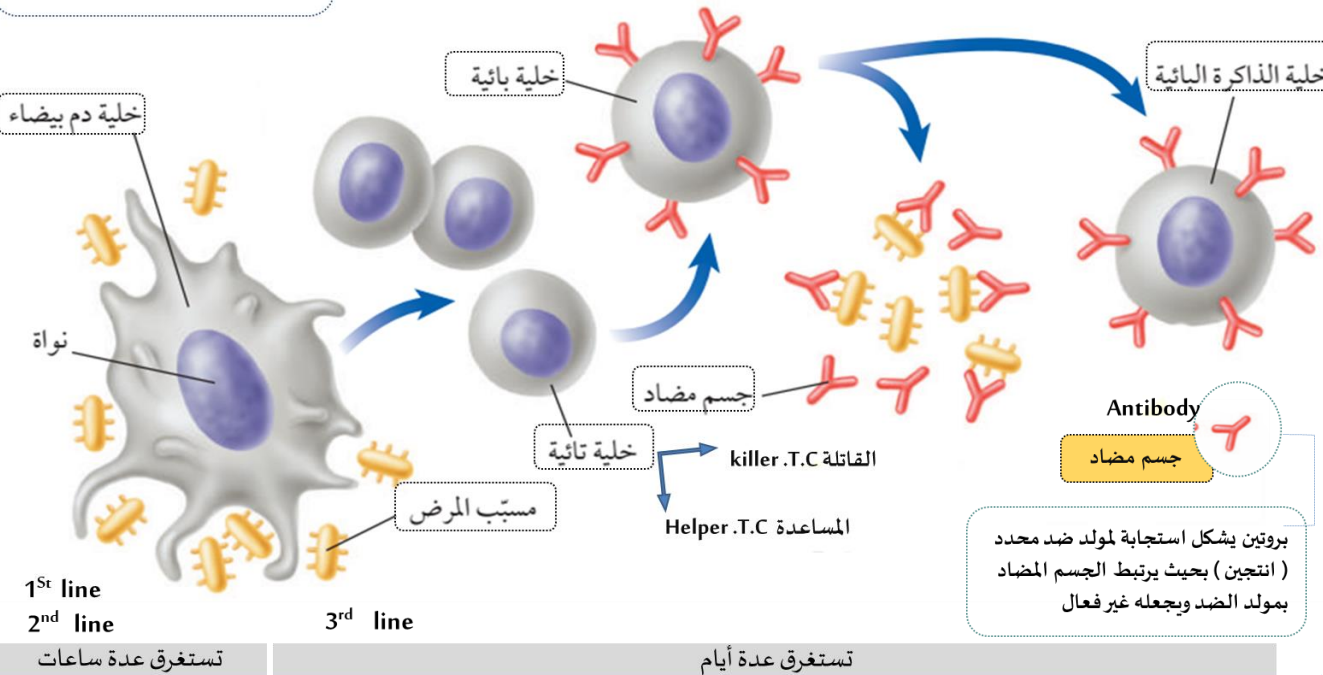 خلية بائية
خلية الذاكرة البائية
خلية دم بيضاء
نواة
جسم مضاد
Antibody
جسم مضاد
خلية تائية
killer .T.C القاتلة
مسبّب المرض
Helper .T.C المساعدة
بروتين يشكل استجابة لمولد ضد محدد
( انتجين ) بحيث يرتبط الجسم المضاد
بمولد الضد ويجعله غير فعال
1St line
2nd line
3rd line
تستغرق عدة ساعات
تستغرق عدة أيام